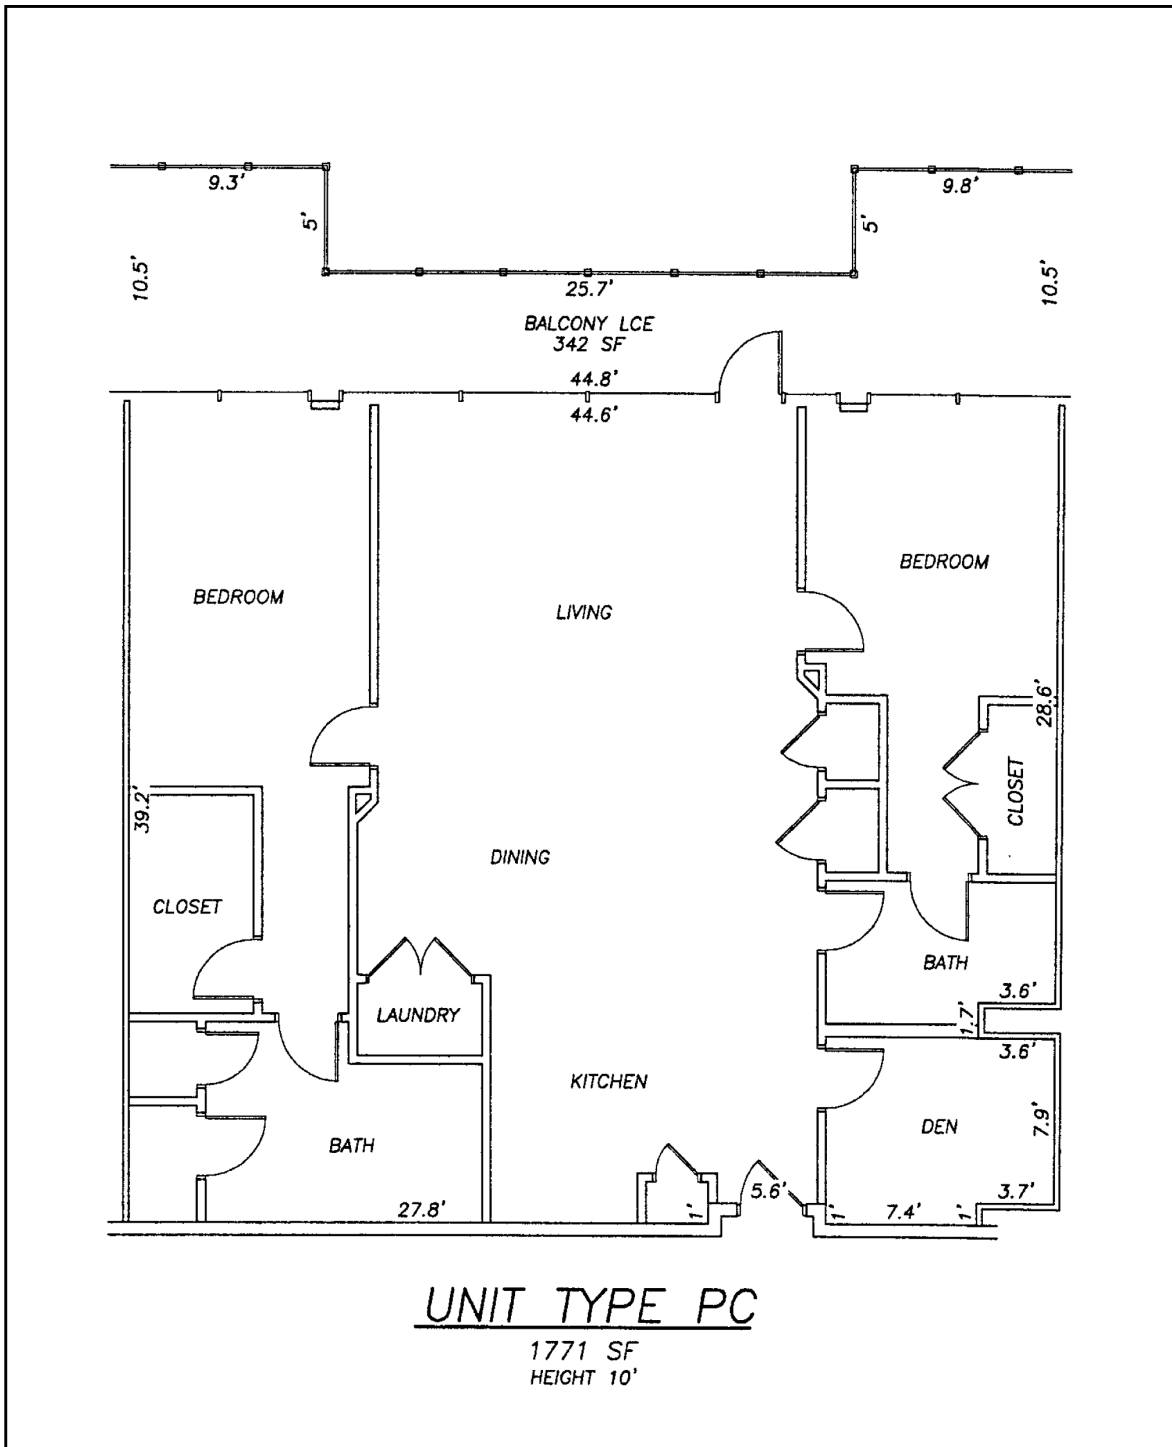 9.3'
9.8'
5'
5'
10.5'
10.5'
25.7'
BALCONY LCE
342 SF
44.8'
44.6'
BEDROOM
BEDROOM
LIVING
28.6'
39.2'
CLOSET
DINING
CLOSET
BATH
3.6'
LAUNDRY
1.7'
3.6'
KITCHEN
7.9'
DEN
BATH
5.6'
3.7'
27.8'
1'
1'
7.4'
1'
UNIT TYPE PC
1771 SF
HEIGHT 10'